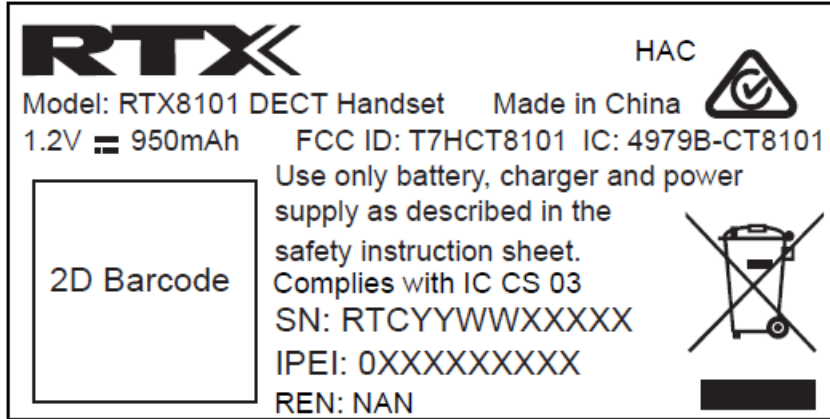 RTX
HAC
Model: RTX8101 DECT Handset Made in China
1.2V 950mAh FCC ID: T7HCT8101 IC: 4979B-CT8101
Use only battery, charger and power
supply as described in the
safety instruction sheet.
Complies with IC CS 03
2D Barcode
SN: RTCYYWWXXXXX
IPEI: 0XXXXXXXXX
REN: NAN